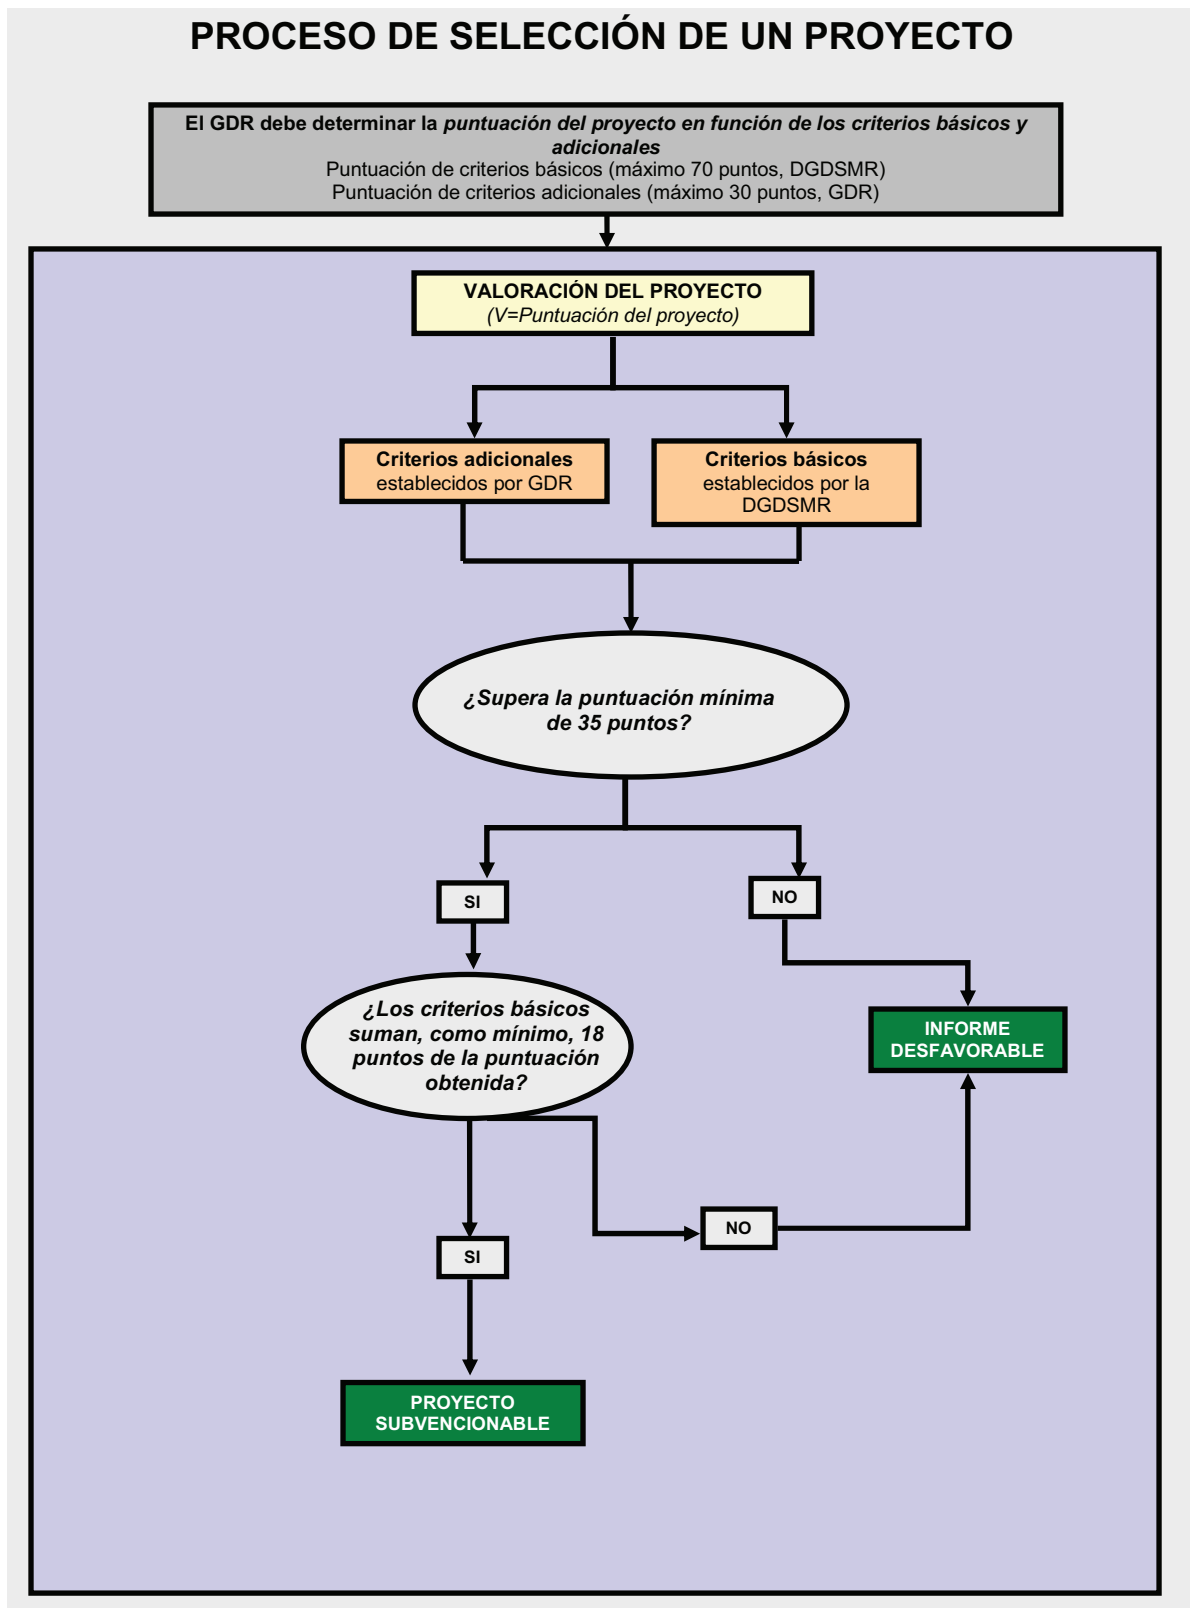 PROCESO DE SELECCIÓN DE UN PROYECTO
El GDR debe determinar la puntuación del proyecto en función de los criterios básicos y
adicionales
Puntuación de criterios básicos (máximo 70 puntos, DGDSMR)
Puntuación de criterios adicionales (máximo 30 puntos, GDR)
VALORACIÓN DEL PROYECTO
(V=Puntuación del proyecto)
Criterios adicionales
establecidos por GDR
Criterios básicos
establecidos por la
DGDSMR
¿Supera la puntuación mínima
de 35 puntos?
SI
NO
¿Los criterios básicos
suman, como mínimo, 18
puntos de la puntuación
obtenida?
INFORME
DESFAVORABLE
NO
SI
PROYECTO
SUBVENCIONABLE